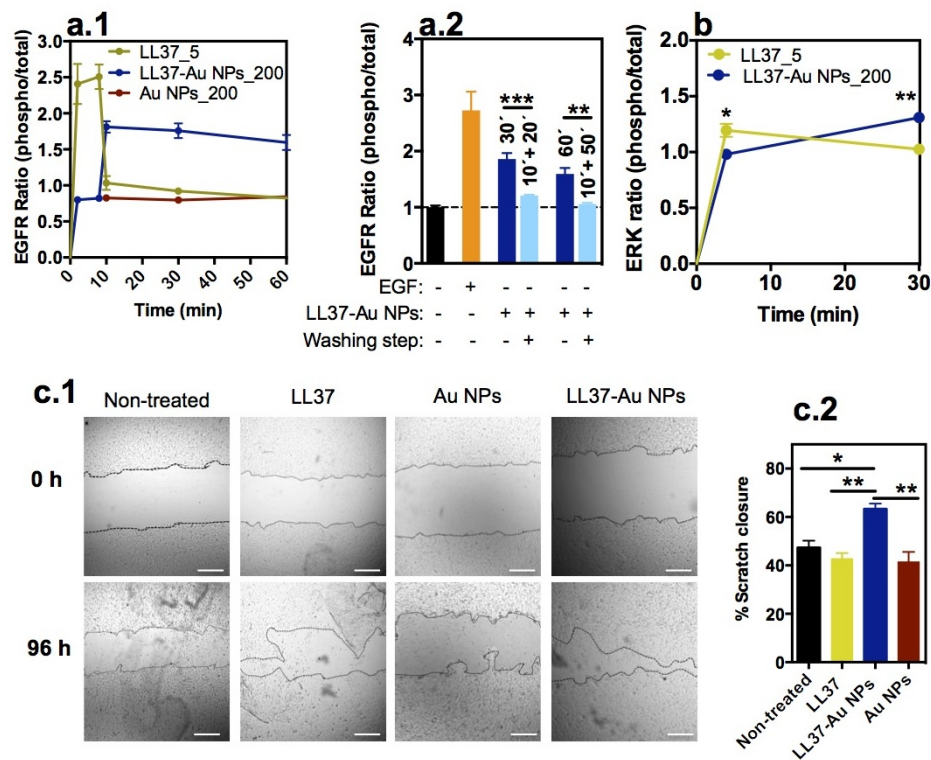 a.1
EGFR Ratio (phospho/total)
3.0
2.5
2.0
1.5
1.0
0.5
0.0
LL37_5
LL37-Au NPs_200
Au NPs_200
0
10
20
30
40
50
60
Time (min)
a.2
EGFR Ratio (phospho/total)
4
3
2
1
0
***
**
30´
10´+ 20´
60´
10´+ 50´
EGF: - + - - - -
LL37-Au NPs: - - + + + +
Washing step: - - - + - +
b
ERK ratio (phospho/total)
2.0
1.5
1.0
0.5
0.0
LL37_5
LL37-Au NPs_200
*
**
0
10
20
30
Time (min)
c.1
Non-treated
LL37
Au NPs
LL37-Au NPs
0 h
96 h
c.2
% Scratch closure
80
60
40
20
0
*
**
**
Non-treated
LL37
LL37-Au NPs
Au NPs